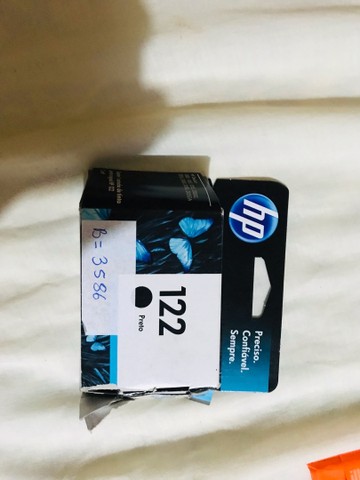 hp
Preciso.
Confiável.
Sempre.
122
Preto
B=3586